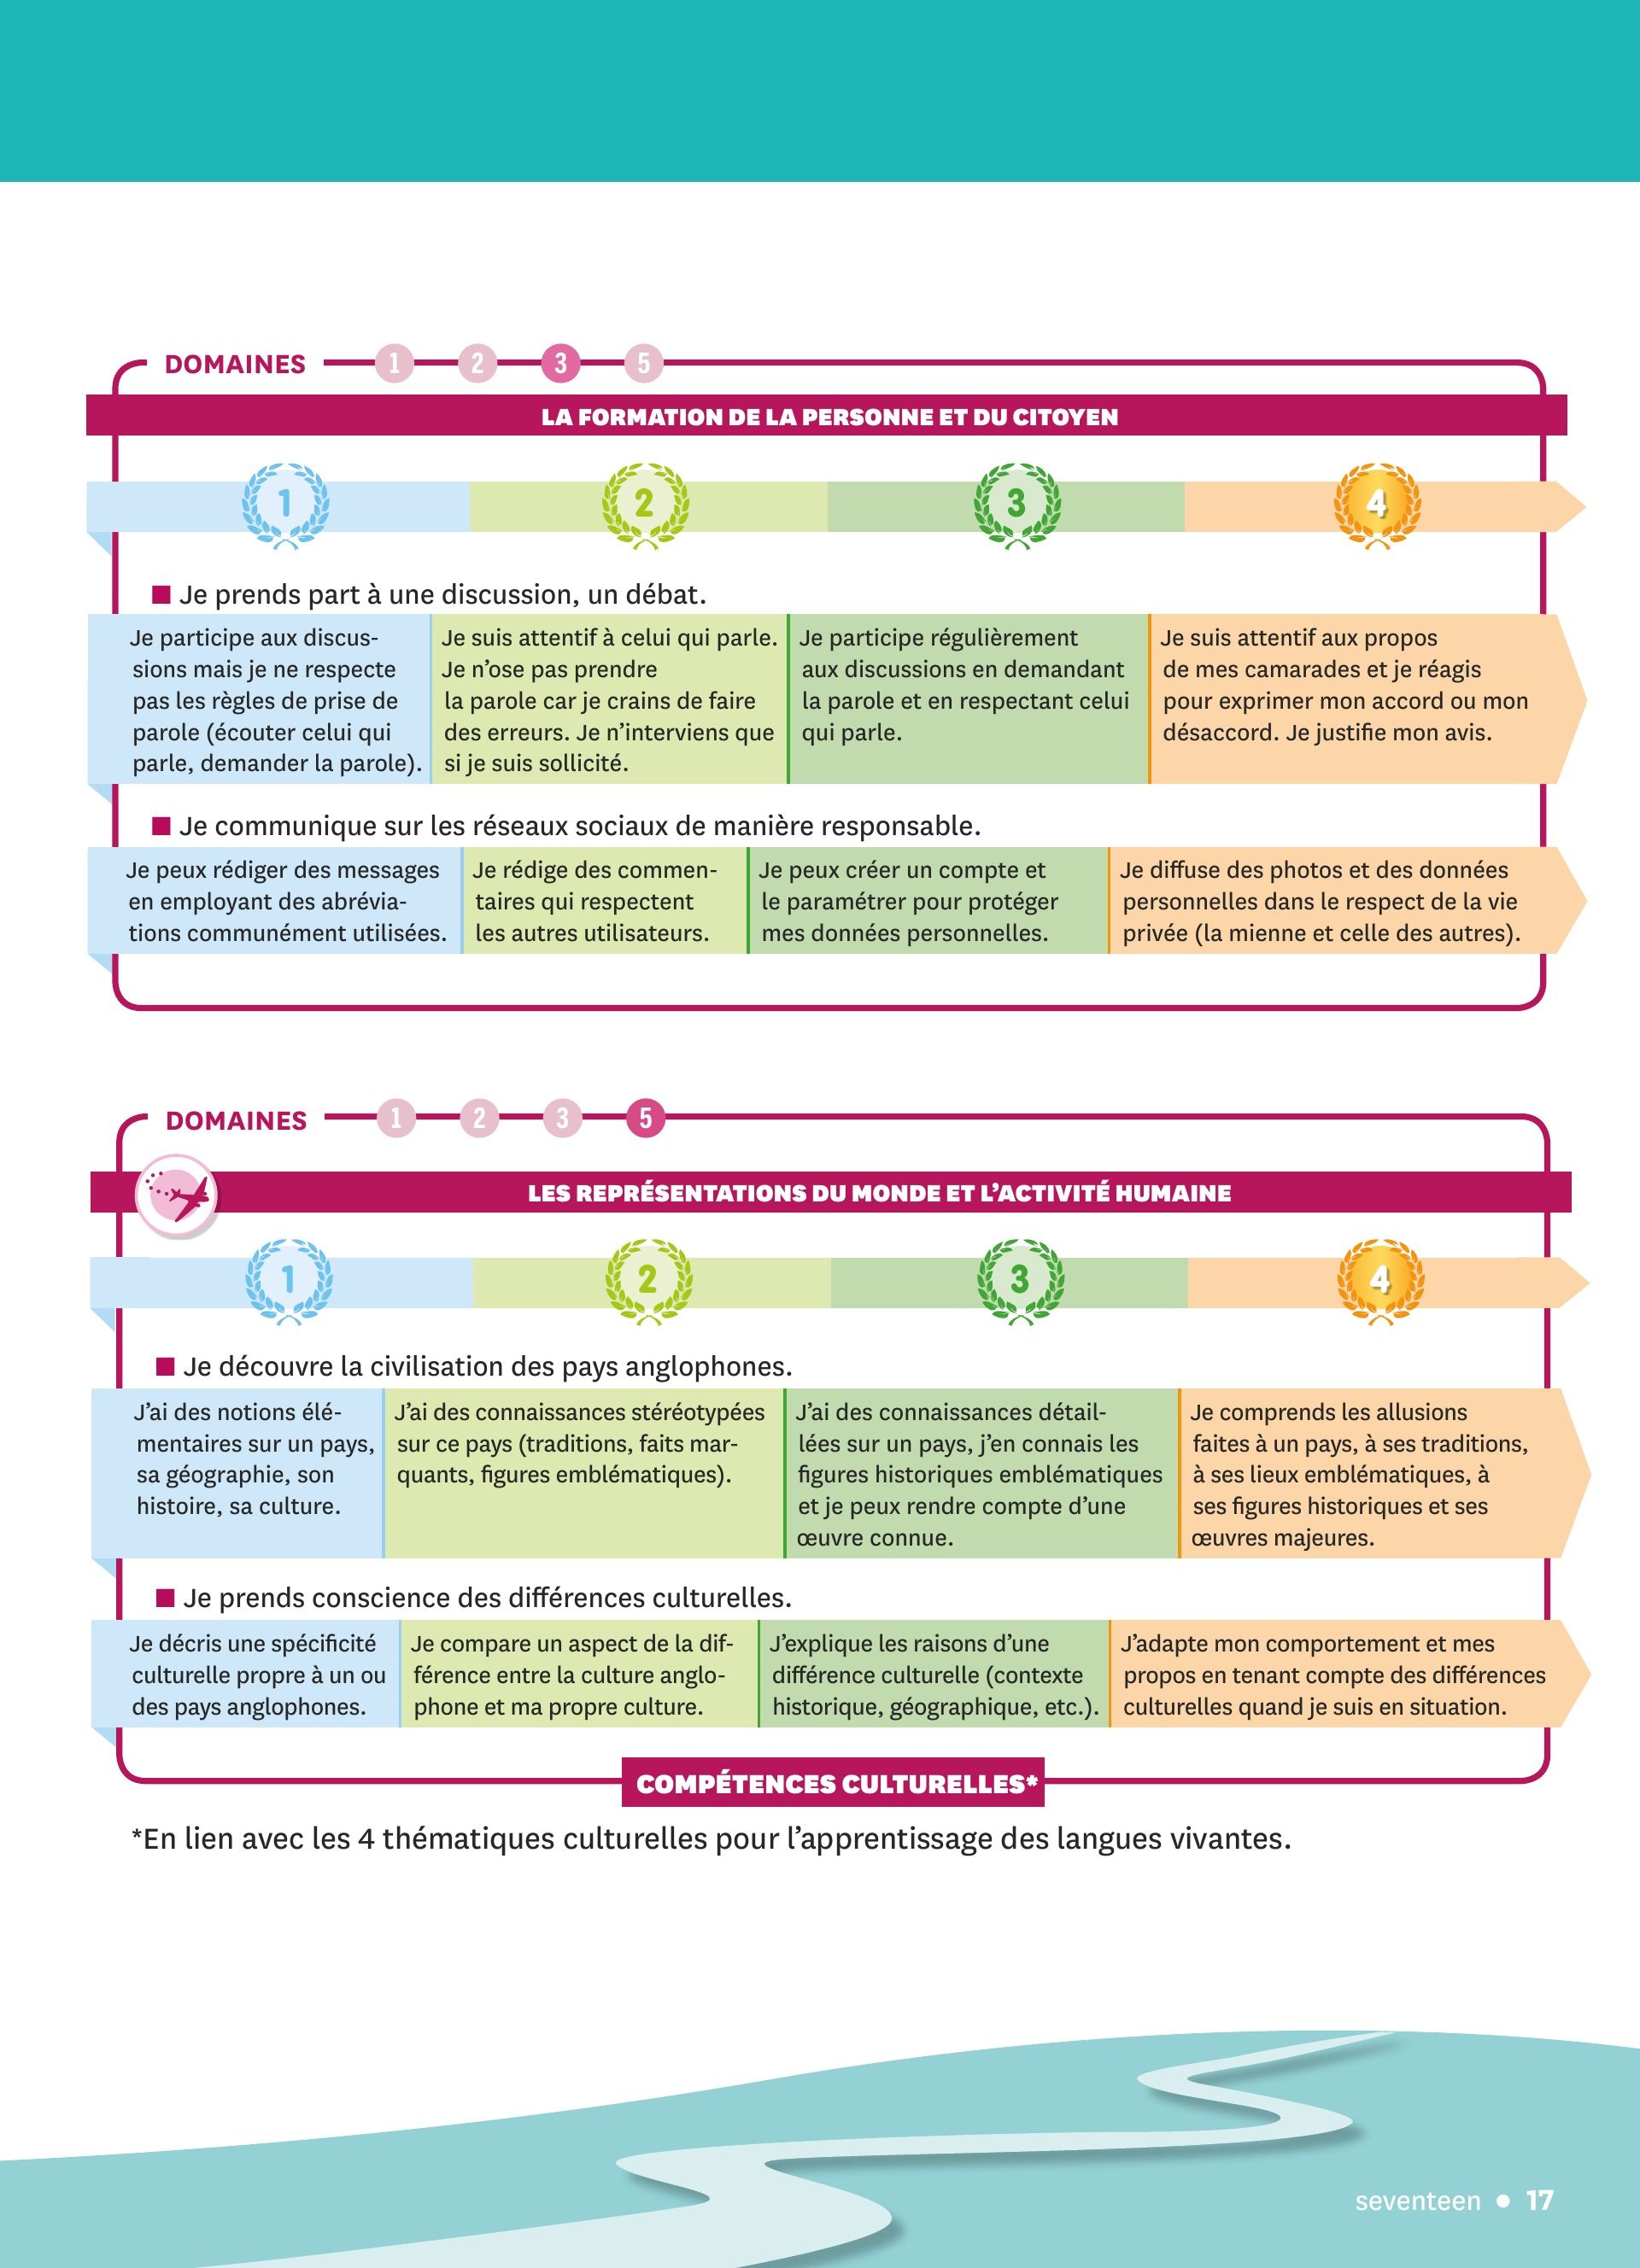 DOMAINES 1 2 3 5
LA FORMATION DE LA PERSONNE ET DU CITOYEN
1 2 3 4
■ Je prends part à une discussion, un débat.
Je participe aux discus-
sions mais je ne respecte
pas les règles de prise de
parole (écouter celui qui
parle, demander la parole).
Je suis attentif à celui qui parle.
Je n’ose pas prendre
la parole car je crains de faire
des erreurs. Je n’interviens que
si je suis sollicité.
Je participe régulièrement
aux discussions en demandant
la parole et en respectant celui
qui parle.
Je suis attentif aux propos
de mes camarades et je réagis
pour exprimer mon accord ou mon
désaccord. Je justifie mon avis.
■ Je communique sur les réseaux sociaux de manière responsable.
Je peux rédiger des messages
en employant des abrévia-
tions communément utilisées.
Je rédige des commen-
taires qui respectent
les autres utilisateurs.
Je peux créer un compte et
le paramétrer pour protéger
mes données personnelles.
Je diffuse des photos et des données
personnelles dans le respect de la vie
privée (la mienne et celle des autres).
DOMAINES 1 2 3 5
LES REPRÉSENTATIONS DU MONDE ET L’ACTIVITÉ HUMAINE
1 2 3 4
■ Je découvre la civilisation des pays anglophones.
J’ai des notions élé-
mentaires sur un pays,
sa géographie, son
histoire, sa culture.
J’ai des connaissances stéréotypées
sur ce pays (traditions, faits mar-
quants, figures emblématiques).
J’ai des connaissances détail-
lées sur un pays, j’en connais les
figures historiques emblématiques
et je peux rendre compte d’une
œuvre connue.
Je comprends les allusions
faites à un pays, à ses traditions,
à ses lieux emblématiques, à
ses figures historiques et ses
œuvres majeures.
■ Je prends conscience des différences culturelles.
Je décris une spécificité
culturelle propre à un ou
des pays anglophones.
Je compare un aspect de la dif-
férence entre la culture anglo-
phone et ma propre culture.
J’explique les raisons d’une
différence culturelle (contexte
historique, géographique, etc.).
J’adapte mon comportement et mes
propos en tenant compte des différences
culturelles quand je suis en situation.
COMPÉTENCES CULTURELLES*
*En lien avec les 4 thématiques culturelles pour l’apprentissage des langues vivantes.
seventeen • 17